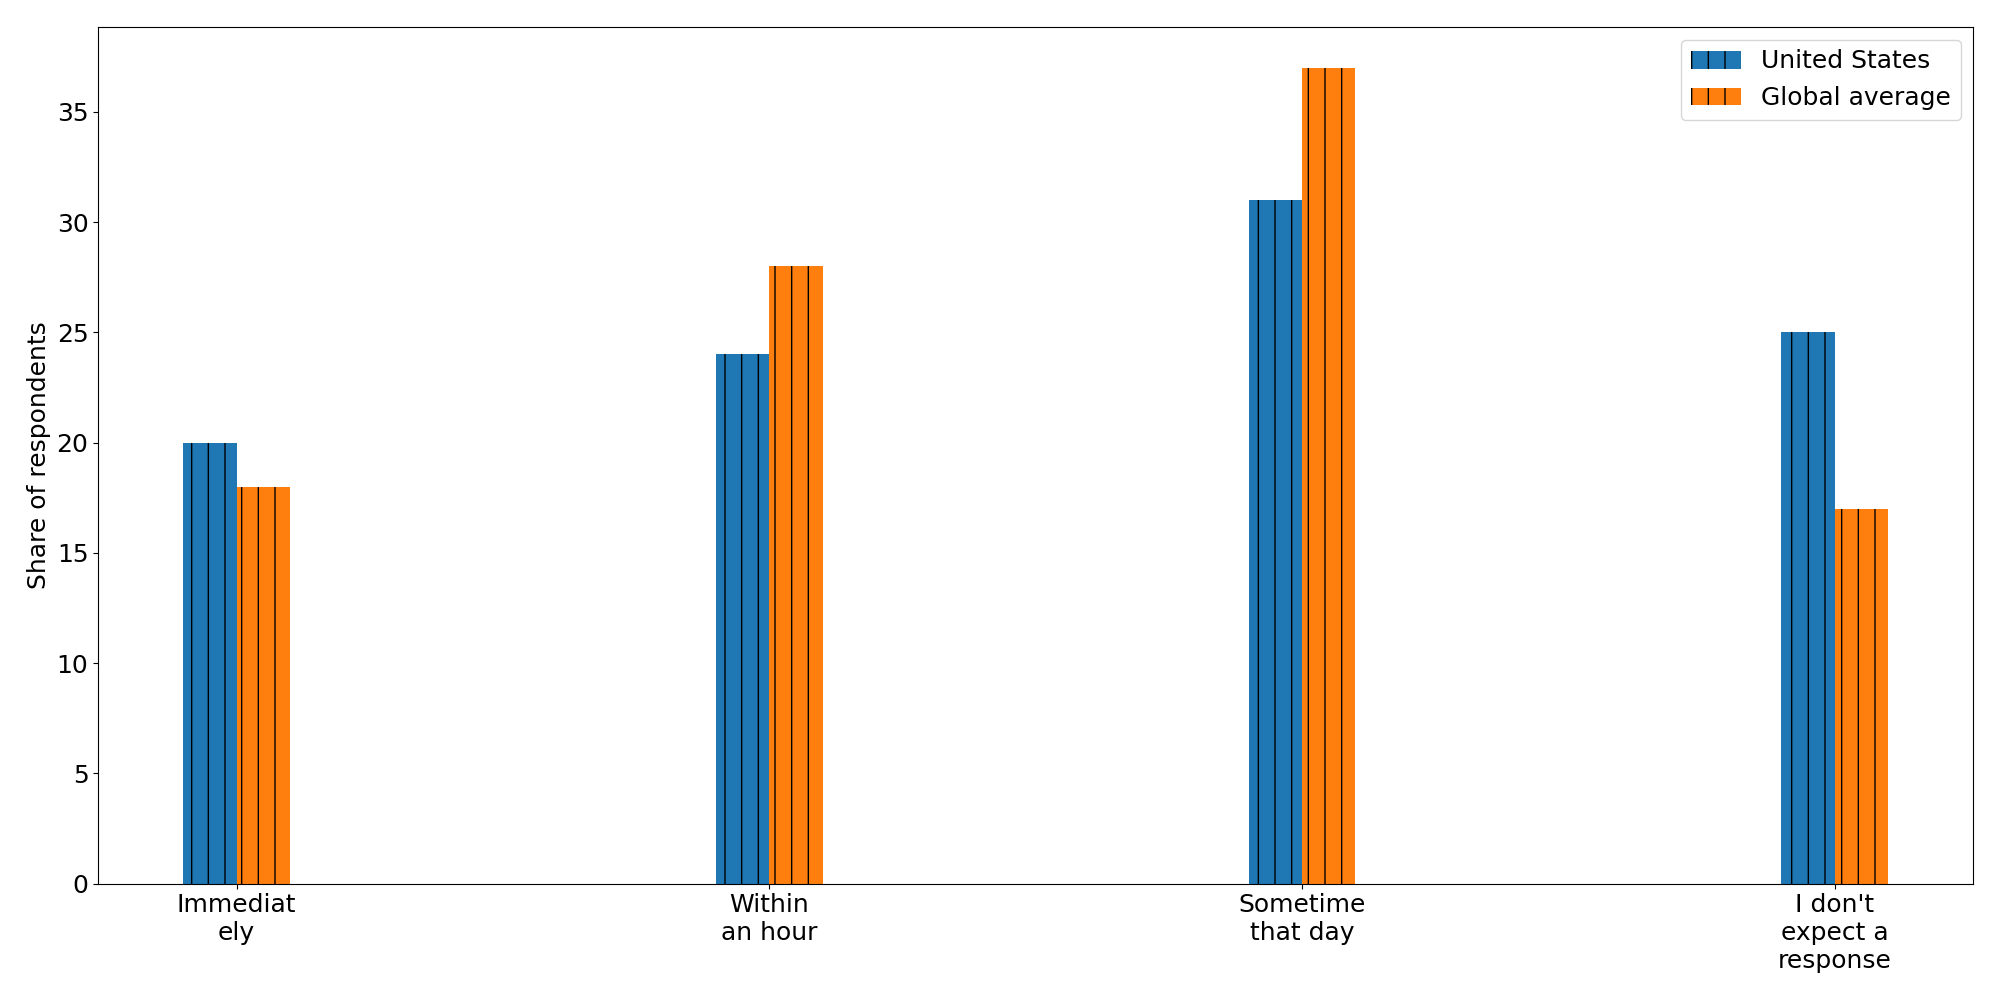 United States
Global average
Share of respondents
35
30
25
20
15
10
5
0
Immediat
ely
Within
an hour
Sometime
that day
I don't
expect a
response